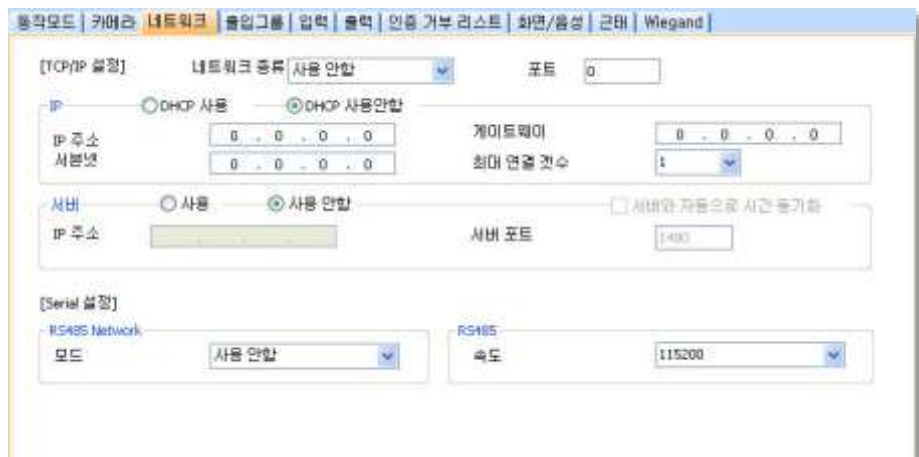 동작모드 카메라 네트워크 출입그룹 입력 출력 인증 거부 리스트 화면/음성 근태 Wiegand
[TCP/IP 설정] 네트워크 종류 사용 안함 포트 0
IP DHCP 사용 DHCP 사용안함
IP 주소 0 . 0 . 0 . 0 게이트웨이 0 . 0 . 0 . 0
서브넷 0 . 0 . 0 . 0 최대 연결 갯수 1
서버 사용 사용 안함 서버와 자동으로 시간 동기화
IP 주소 서버 포트 1480
[Serial 설정]
RS485 Network RS485
모드 사용 안함 속도 115200